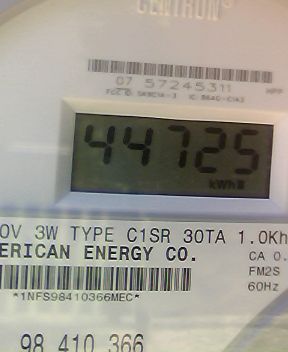 CENTRON®
07 57245311
44725
kWh
0V 3W TYPE C1SR 30TA 1.0Kh
ERICAN ENERGY CO.
CA 0.
FM2S
60Hz
*1NFS98410366MEC*
98 410 366